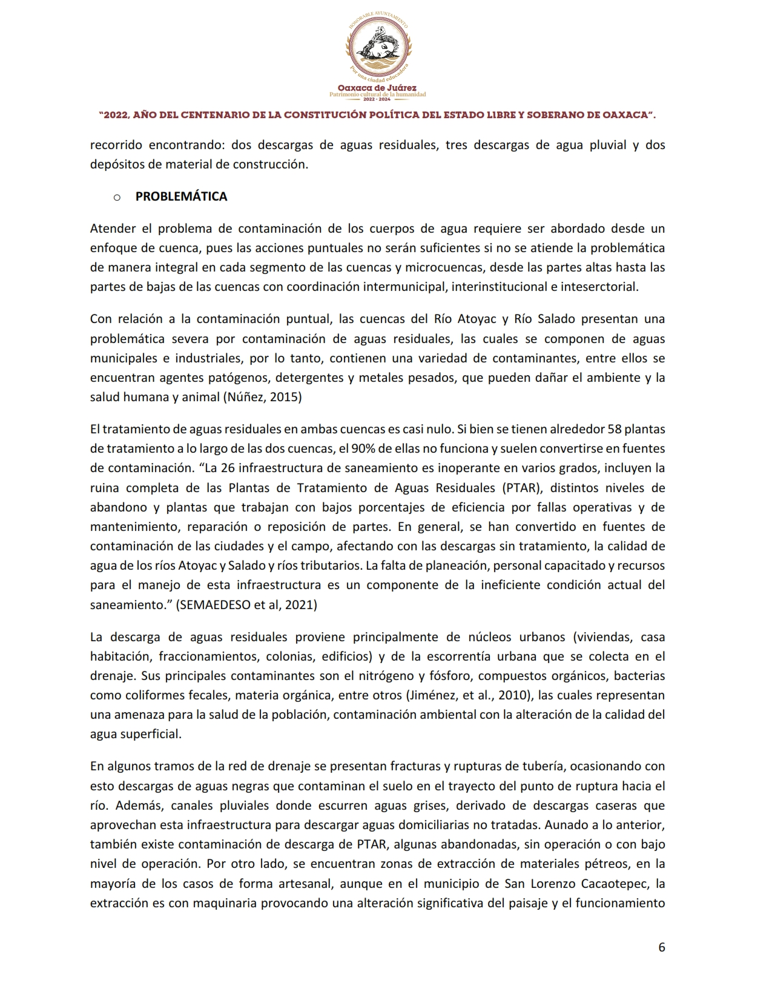 HONORABLE AYUNTAMIENTO
Por una ciudad educadora
Oaxaca de Juárez
Patrimonio cultural de la humanidad
2022 - 2024
“2022, AÑO DEL CENTENARIO DE LA CONSTITUCIÓN POLÍTICA DEL ESTADO LIBRE Y SOBERANO DE OAXACA”.
recorrido encontrando: dos descargas de aguas residuales, tres descargas de agua pluvial y dos
depósitos de material de construcción.
o PROBLEMÁTICA
Atender el problema de contaminación de los cuerpos de agua requiere ser abordado desde un
enfoque de cuenca, pues las acciones puntuales no serán suficientes si no se atiende la problemática
de manera integral en cada segmento de las cuencas y microcuencas, desde las partes altas hasta las
partes de bajas de las cuencas con coordinación intermunicipal, interinstitucional e inteserctorial.
Con relación a la contaminación puntual, las cuencas del Río Atoyac y Río Salado presentan una
problemática severa por contaminación de aguas residuales, las cuales se componen de aguas
municipales e industriales, por lo tanto, contienen una variedad de contaminantes, entre ellos se
encuentran agentes patógenos, detergentes y metales pesados, que pueden dañar el ambiente y la
salud humana y animal (Núñez, 2015)
El tratamiento de aguas residuales en ambas cuencas es casi nulo. Si bien se tienen alrededor 58 plantas
de tratamiento a lo largo de las dos cuencas, el 90% de ellas no funciona y suelen convertirse en fuentes
de contaminación. “La 26 infraestructura de saneamiento es inoperante en varios grados, incluyen la
ruina completa de las Plantas de Tratamiento de Aguas Residuales (PTAR), distintos niveles de
abandono y plantas que trabajan con bajos porcentajes de eficiencia por fallas operativas y de
mantenimiento, reparación o reposición de partes. En general, se han convertido en fuentes de
contaminación de las ciudades y el campo, afectando con las descargas sin tratamiento, la calidad de
agua de los ríos Atoyac y Salado y ríos tributarios. La falta de planeación, personal capacitado y recursos
para el manejo de esta infraestructura es un componente de la ineficiente condición actual del
saneamiento.” (SEMAEDESO et al, 2021)
La descarga de aguas residuales proviene principalmente de núcleos urbanos (viviendas, casa
habitación, fraccionamientos, colonias, edificios) y de la escorrentía urbana que se colecta en el
drenaje. Sus principales contaminantes son el nitrógeno y fósforo, compuestos orgánicos, bacterias
como coliformes fecales, materia orgánica, entre otros (Jiménez, et al., 2010), las cuales representan
una amenaza para la salud de la población, contaminación ambiental con la alteración de la calidad del
agua superficial.
En algunos tramos de la red de drenaje se presentan fracturas y rupturas de tubería, ocasionando con
esto descargas de aguas negras que contaminan el suelo en el trayecto del punto de ruptura hacia el
río. Además, canales pluviales donde escurren aguas grises, derivado de descargas caseras que
aprovechan esta infraestructura para descargar aguas domiciliarias no tratadas. Aunado a lo anterior,
también existe contaminación de descarga de PTAR, algunas abandonadas, sin operación o con bajo
nivel de operación. Por otro lado, se encuentran zonas de extracción de materiales pétreos, en la
mayoría de los casos de forma artesanal, aunque en el municipio de San Lorenzo Cacaotepec, la
extracción es con maquinaria provocando una alteración significativa del paisaje y el funcionamiento
6